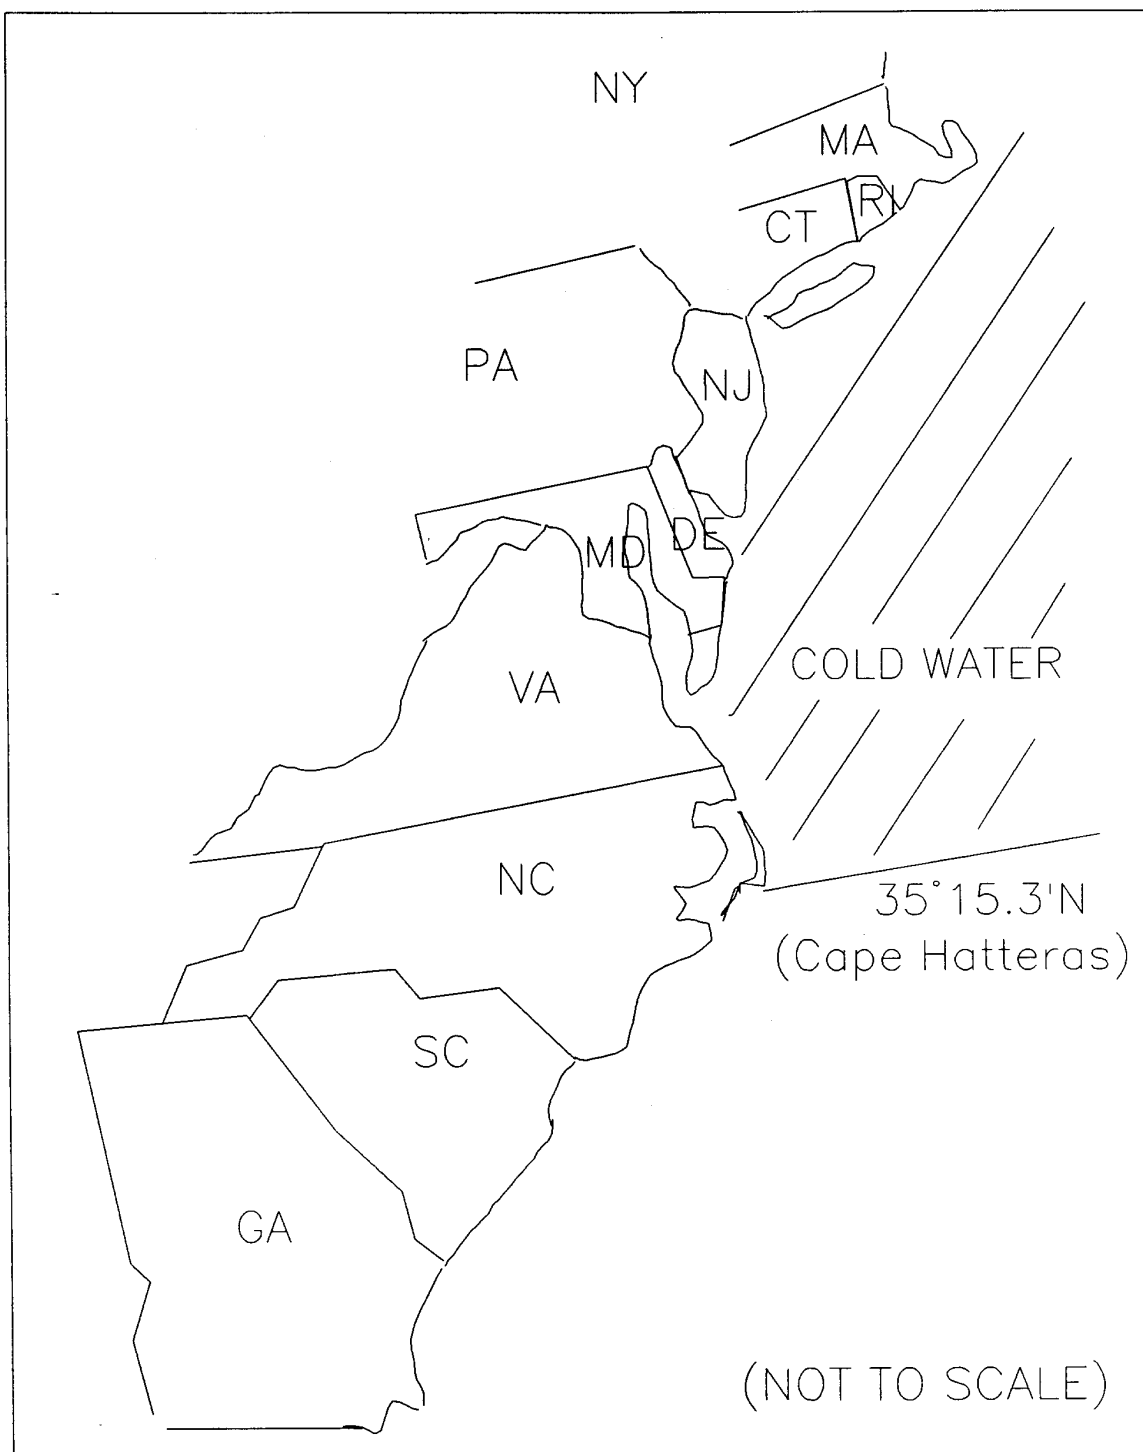 NY
MA
RI
CT
PA
NJ
DE
MD
COLD WATER
VA
NC
35°15.3'N
(Cape Hatteras)
SC
GA
(NOT TO SCALE)